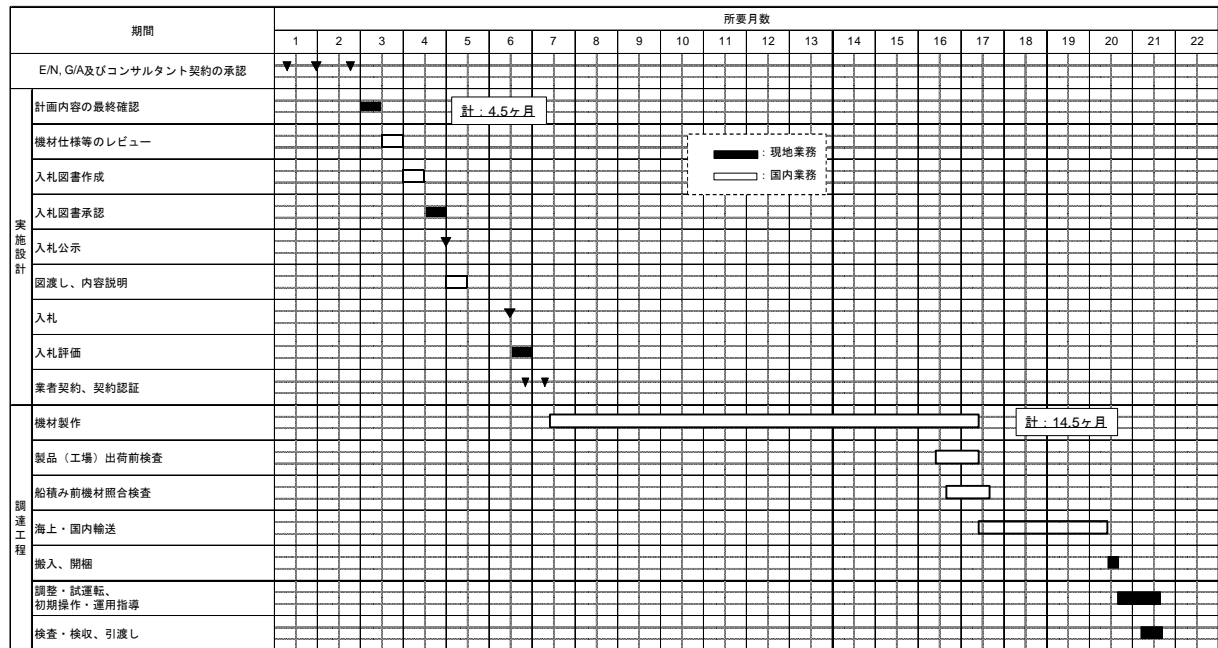 期間
所要月数
1 2 3 4 5 6 7 8 9 10 11 12 13 14 15 16 17 18 19 20 21 22
E/N, G/A及びコンサルタント契約の承認
実施設計
計画内容の最終確認
計：4.5ヶ月
機材仕様等のレビュー
：現地業務
：国内業務
入札図書作成
入札図書承認
入札公示
図渡し、内容説明
入札
入札評価
業者契約、契約認証
調達工程
機材製作
計：14.5ヶ月
製品（工場）出荷前検査
船積み前機材照合検査
海上・国内輸送
搬入、開梱
調整・試運転、
初期操作・運用指導
検査・検収、引渡し